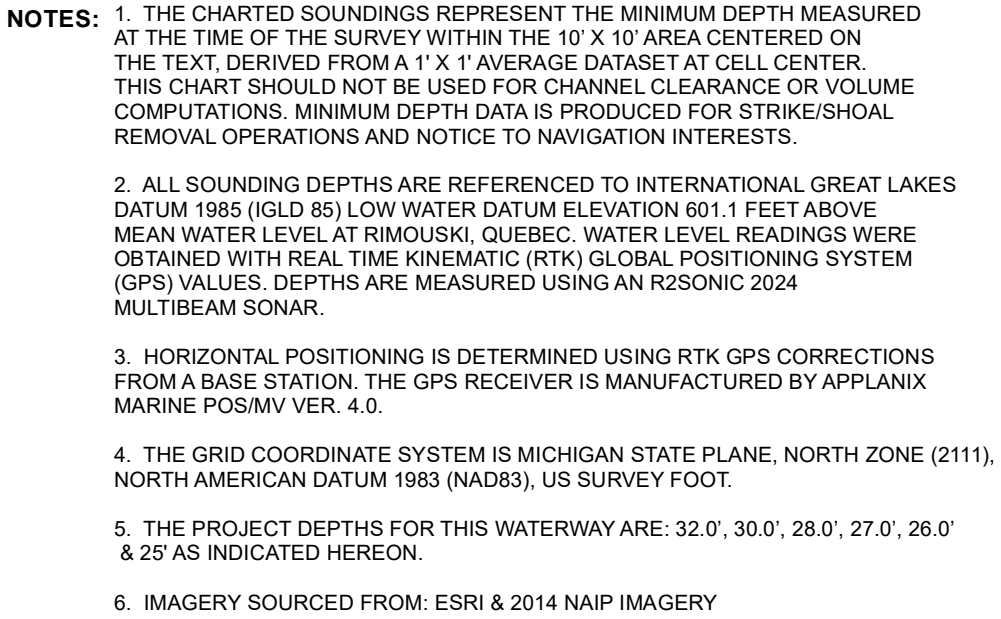 NOTES: 1. THE CHARTED SOUNDINGS REPRESENT THE MINIMUM DEPTH MEASURED
AT THE TIME OF THE SURVEY WITHIN THE 10’ X 10’ AREA CENTERED ON
THE TEXT, DERIVED FROM A 1' X 1' AVERAGE DATASET AT CELL CENTER.
THIS CHART SHOULD NOT BE USED FOR CHANNEL CLEARANCE OR VOLUME
COMPUTATIONS. MINIMUM DEPTH DATA IS PRODUCED FOR STRIKE/SHOAL
REMOVAL OPERATIONS AND NOTICE TO NAVIGATION INTERESTS.
2. ALL SOUNDING DEPTHS ARE REFERENCED TO INTERNATIONAL GREAT LAKES
DATUM 1985 (IGLD 85) LOW WATER DATUM ELEVATION 601.1 FEET ABOVE
MEAN WATER LEVEL AT RIMOUSKI, QUEBEC. WATER LEVEL READINGS WERE
OBTAINED WITH REAL TIME KINEMATIC (RTK) GLOBAL POSITIONING SYSTEM
(GPS) VALUES. DEPTHS ARE MEASURED USING AN R2SONIC 2024
MULTIBEAM SONAR.
3. HORIZONTAL POSITIONING IS DETERMINED USING RTK GPS CORRECTIONS
FROM A BASE STATION. THE GPS RECEIVER IS MANUFACTURED BY APPLANIX
MARINE POS/MV VER. 4.0.
4. THE GRID COORDINATE SYSTEM IS MICHIGAN STATE PLANE, NORTH ZONE (2111),
NORTH AMERICAN DATUM 1983 (NAD83), US SURVEY FOOT.
5. THE PROJECT DEPTHS FOR THIS WATERWAY ARE: 32.0’, 30.0’, 28.0’, 27.0’, 26.0’
& 25' AS INDICATED HEREON.
6. IMAGERY SOURCED FROM: ESRI & 2014 NAIP IMAGERY